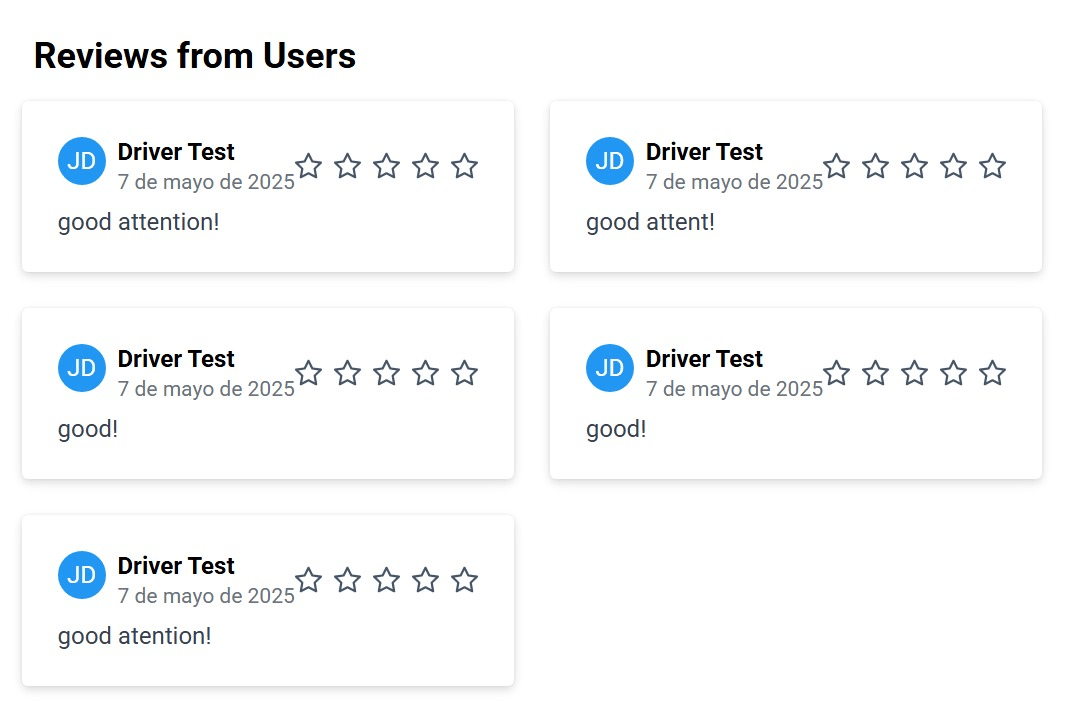 Reviews from Users
JD
Driver Test
7 de mayo de 2025
good attention!
JD
Driver Test
7 de mayo de 2025
good attent!
JD
Driver Test
7 de mayo de 2025
good!
JD
Driver Test
7 de mayo de 2025
good!
JD
Driver Test
7 de mayo de 2025
good atention!